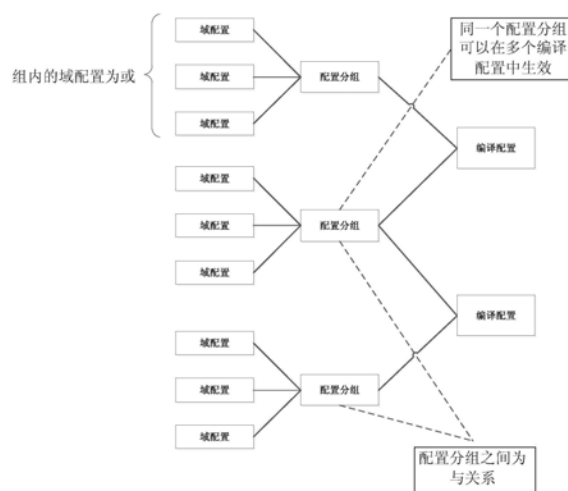 域配置
同一个配置分组
可以在多个编译
配置中生效
组内的域配置为或
域配置
配置分组
域配置
编译配置
域配置
域配置
配置分组
域配置
编译配置
域配置
域配置
配置分组
域配置
配置分组之间为
与关系